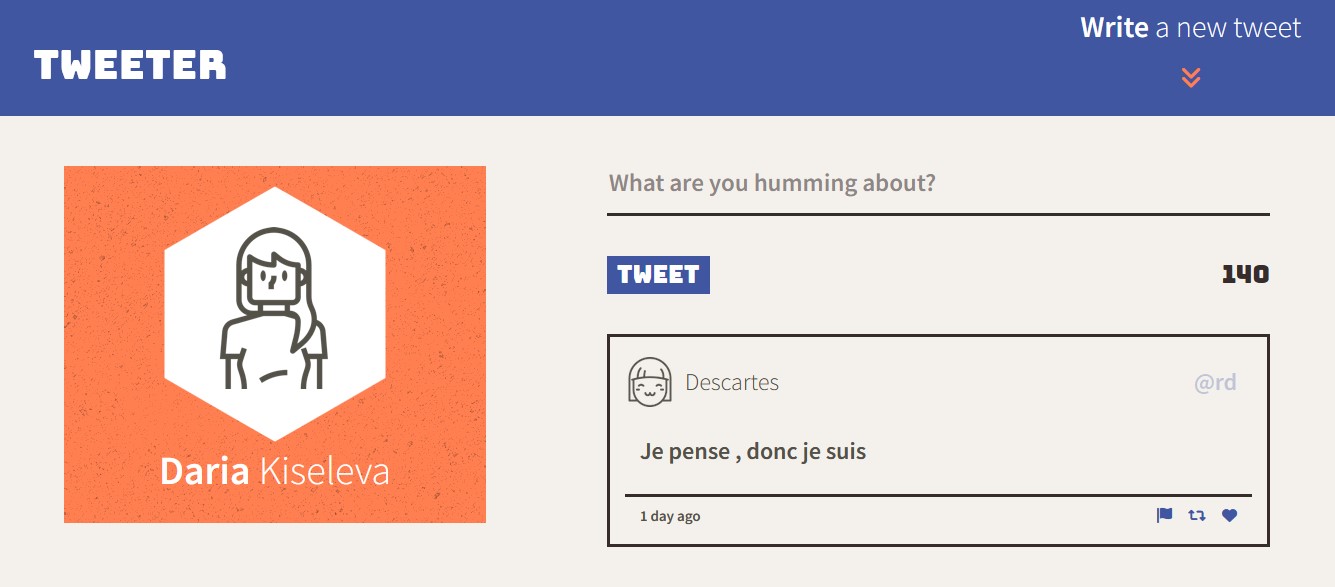 TWEETER
Write a new tweet
Daria Kiseleva
What are you humming about?
TWEET
140
Descartes
@rd
Je pense , donc je suis
1 day ago